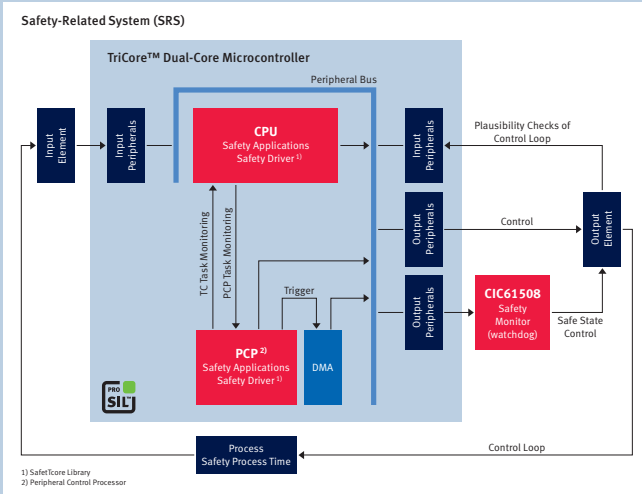 Safety-Related System (SRS)
TriCore™ Dual-Core Microcontroller
Peripheral Bus
Input
Element
Input
Peripherals
CPU
Safety Applications
Safety Driver 1)
Input
Peripherals
Plausibility Checks of
Control Loop
TC Task Monitoring
PCP Task Monitoring
Output
Peripherals
Control
Output
Element
Trigger
Output
Peripherals
CIC61508
Safety
Monitor
(watchdog)
Safe State
Control
PCP 2)
Safety Applications
Safety Driver 1)
DMA
PRO
SIL™
Process
Safety Process Time
Control Loop
1) SafeTcore Library
2) Peripheral Control Processor